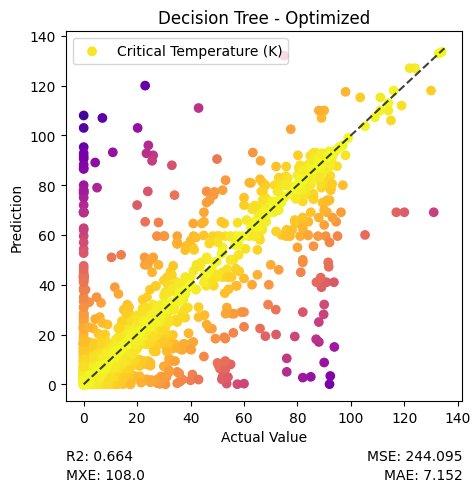 Decision Tree - Optimized
Critical Temperature (K)
140
120
100
80
60
40
20
0
Prediction
0
20
40
60
80
100
120
140
Actual Value
R2: 0.664
MSE: 244.095
MXE: 108.0
MAE: 7.152